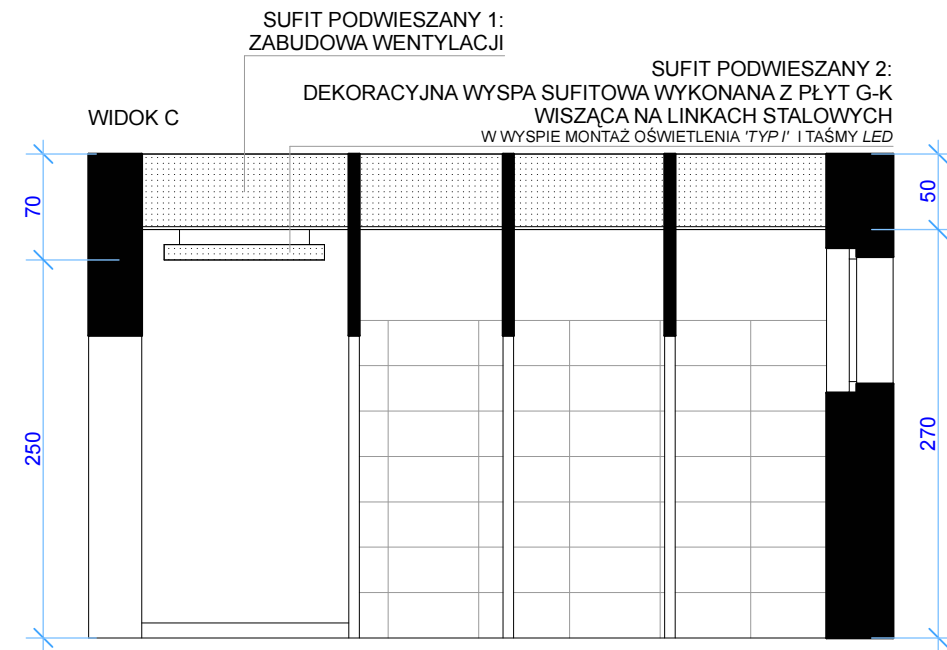 SUFIT PODWIESZANY 1:
ZABUDOWA WENTYLACJI
SUFIT PODWIESZANY 2:
DEKORACYJNA WYSPA SUFITOWA WYKONANA Z PŁYT G-K
WISZĄCA NA LINKACH STALOWYCH
W WYSPIE MONTAŻ OŚWIETLENIA 'TYP I' I TAŚMY LED
WIDOK C
70
50
250
270